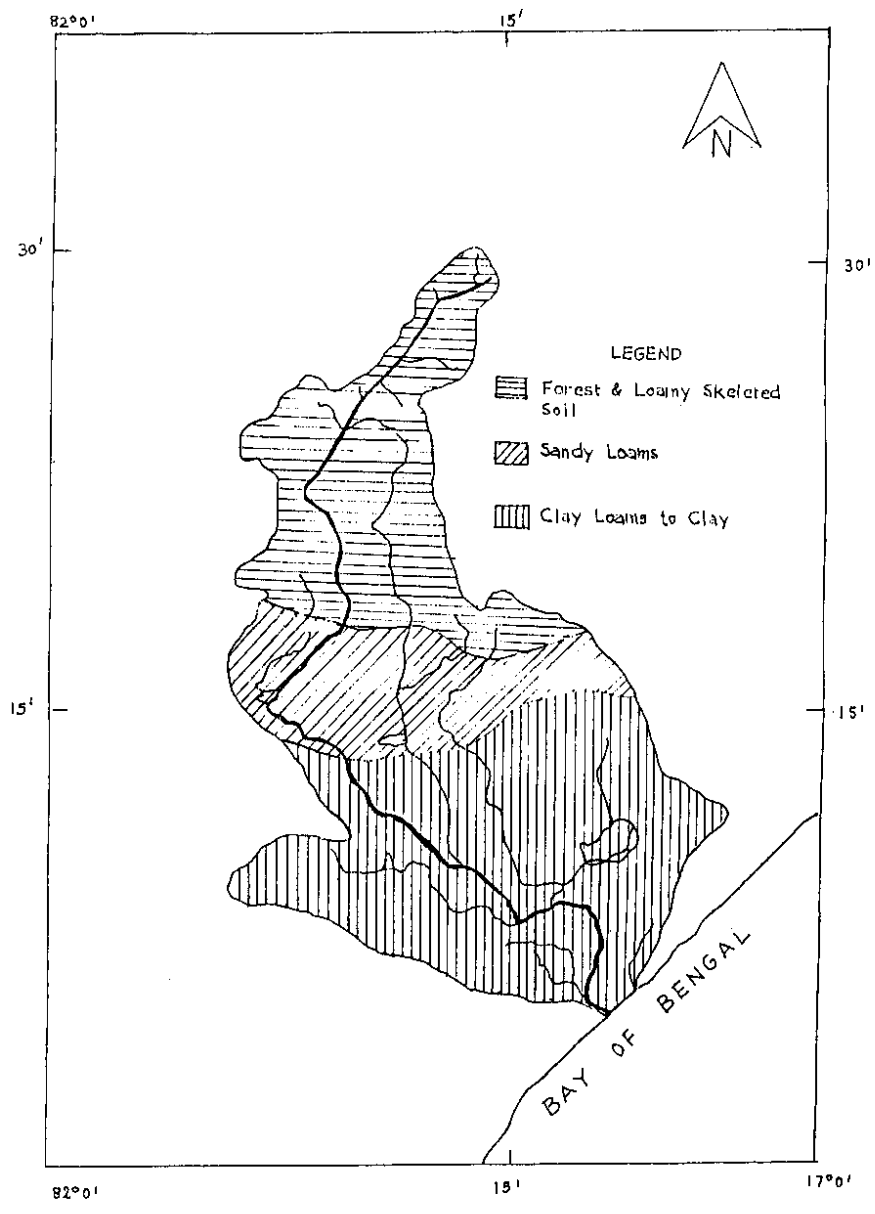 82°0'
15'
N
30'
30'
LEGEND
Forest & Loamy Skeleted
Soil
Sandy Loams
Clay Loams to Clay
15'
15'
BAY OF BENGAL
82°0'
15'
17°0'